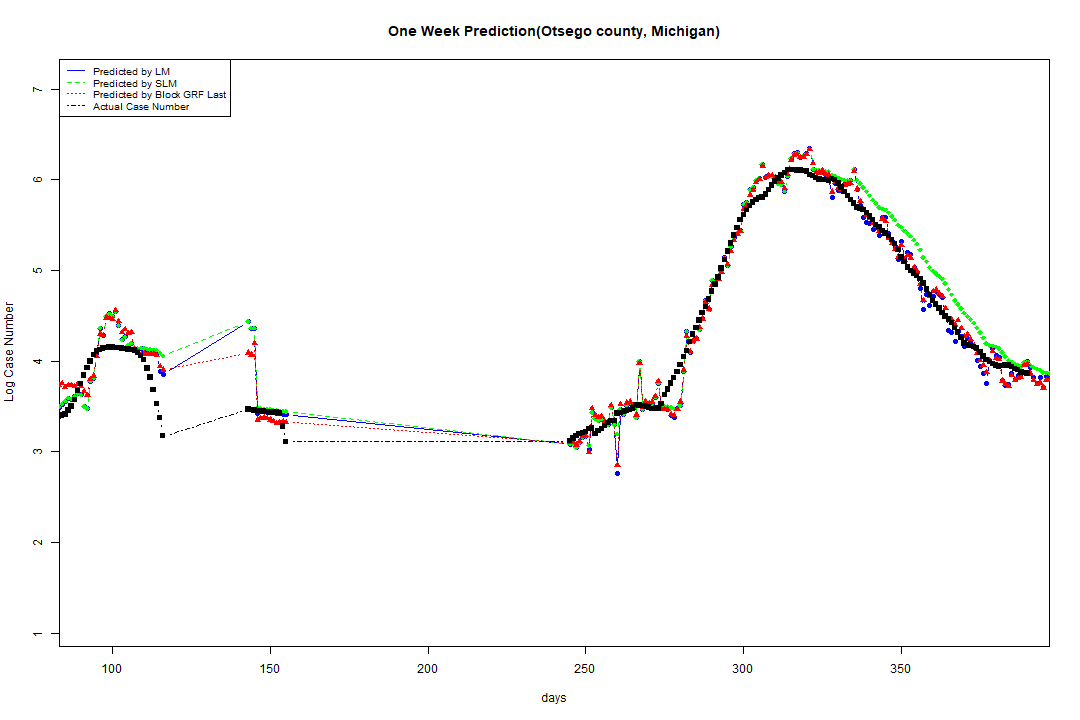 One Week Prediction(Otsego county, Michigan)
Predicted by LM
Predicted by SLM
Predicted by Block GRF Last
Actual Case Number
Log Case Number
7
6
5
4
3
2
1
100 150 200 250 300 350
days